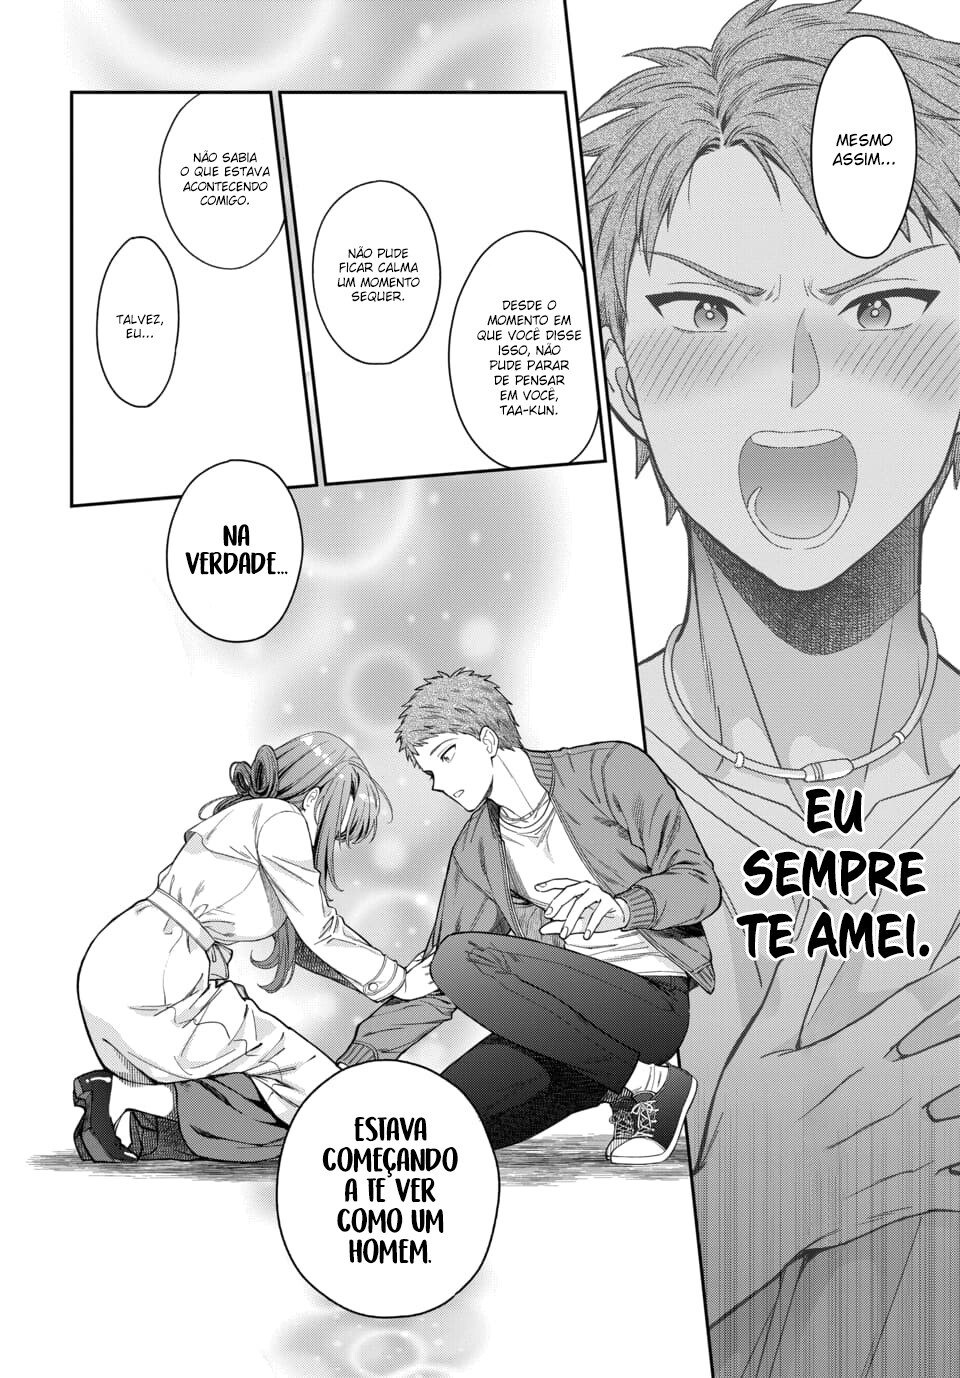 MESMO
ASSIM...
EU
SEMPRE
TE AMEI.
DESDE O
MOMENTO EM
QUE VOCÊ DISSE
ISSO, NÃO
PUDE PARAR
DE PENSAR
EM VOCÊ,
TAA-KUN.
NÃO PUDE
FICAR CALMA
UM MOMENTO
SEQUER.
NÃO SABIA
O QUE ESTAVA
ACONTECENDO
COMIGO.
TALVEZ,
EU...
NA
VERDADE...
ESTAVA
COMEÇANDO
A TE VER
COMO UM
HOMEM.